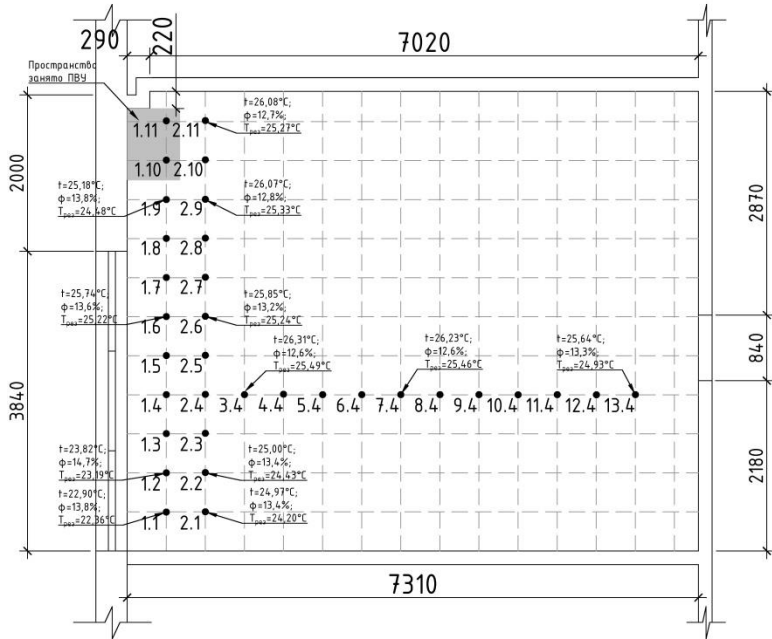 290
220
7020
Пространство
занято ПВУ
t=26,08°C;
φ=12,7%;
Tрез=25,27°C
1.11
2.11
2000
1.10
2.10
t=25,18°C;
φ=13,8%;
Tрез=24,48°C
t=26,07°C;
φ=12,8%;
Tрез=25,33°C
2870
1.9
2.9
1.8
2.8
1.7
2.7
t=25,74°C;
φ=13,6%;
Tрез=25,22°C
t=25,85°C;
φ=13,2%;
Tрез=25,24°C
1.6
2.6
t=26,31°C;
φ=12,6%;
Tрез=25,49°C
t=26,23°C;
φ=12,6%;
Tрез=25,46°C
t=25,64°C;
φ=13,3%;
Tрез=24,93°C
840
1.5
2.5
3840
1.4
2.4
3.4
4.4
5.4
6.4
7.4
8.4
9.4
10.4
11.4
12.4
13.4
1.3
2.3
t=23,82°C;
φ=14,7%;
Tрез=23,19°C
t=25,00°C;
φ=13,4%;
Tрез=24,43°C
2180
1.2
2.2
t=22,90°C;
φ=13,8%;
Tрез=22,36°C
t=24,97°C;
φ=13,4%;
Tрез=24,20°C
1.1
2.1
7310